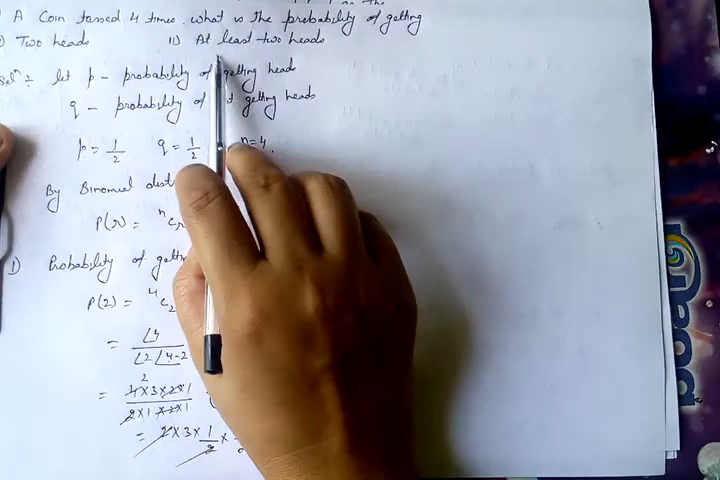 A Coin tossed 4 times. what is the probability of getting
Two heads ii) At least two heads
Solⁿ :- let p - probability of getting heads
q - probability of getting heads
p = 1/2 q = 1/2 n = 4.
By Binomial
P(r) = ⁿCr
i) Probability of
P(2) = ⁴C₂
= ∟4 / ∟2 ∟4-2
= 4×3×2×1 / 2×1×2×1
= 2×3×1/2×